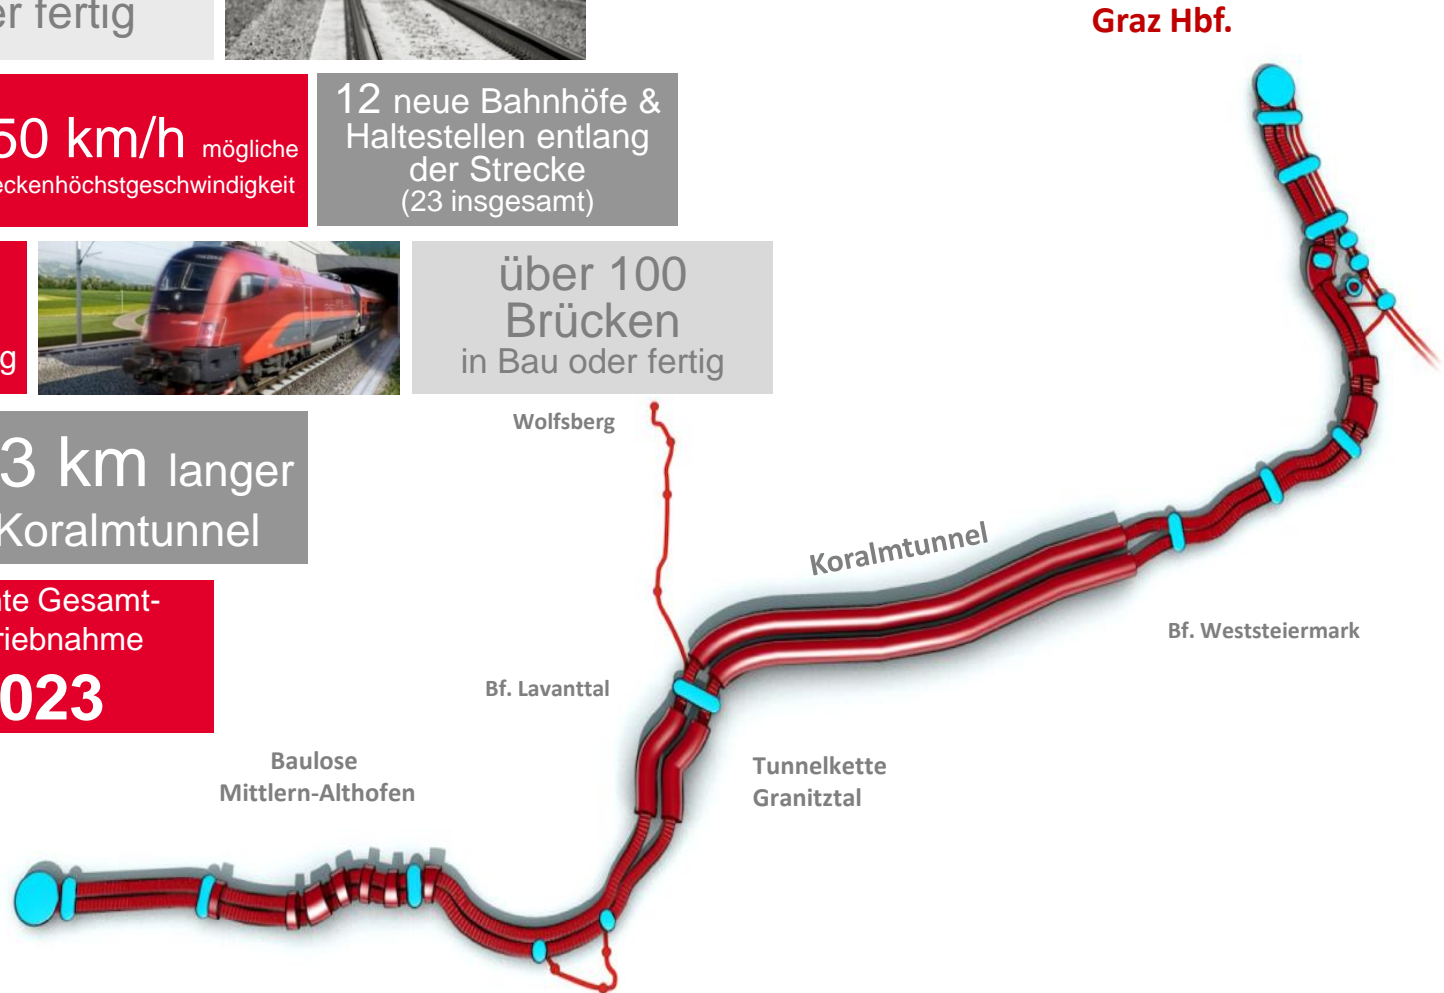 er fertig
Graz Hbf.
50 km/h mögliche
eckenhöchstgeschwindigkeit
12 neue Bahnhöfe &
Haltestellen entlang
der Strecke
(23 insgesamt)
g
über 100
Brücken
in Bau oder fertig
Wolfsberg
3 km langer
Koralmtunnel
Koralmtunnel
nte Gesamt-
riebnahme
023
Bf. Weststeiermark
Bf. Lavanttal
Baulose
Mittlern-Althofen
Tunnelkette
Granitztal